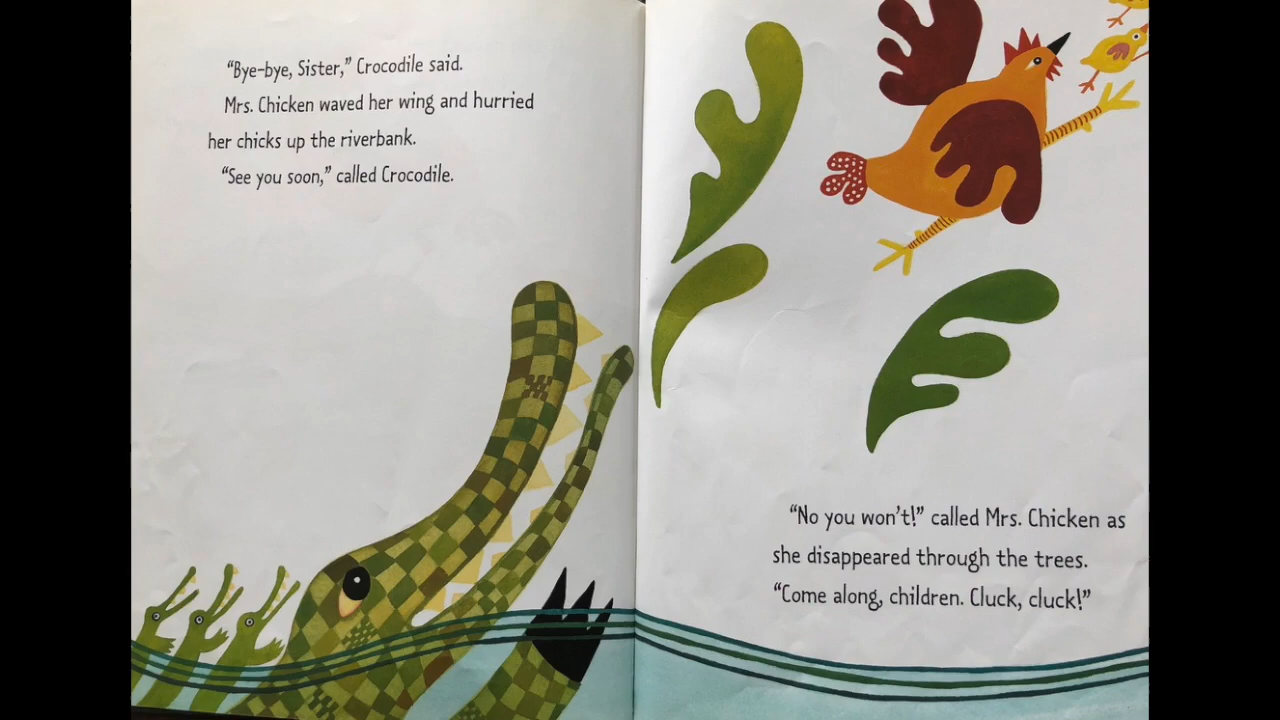 “Bye-bye, Sister,” Crocodile said.
Mrs. Chicken waved her wing and hurried
her chicks up the riverbank.
“See you soon,” called Crocodile.
“No you won’t!” called Mrs. Chicken as
she disappeared through the trees.
“Come along, children. Cluck, cluck!”